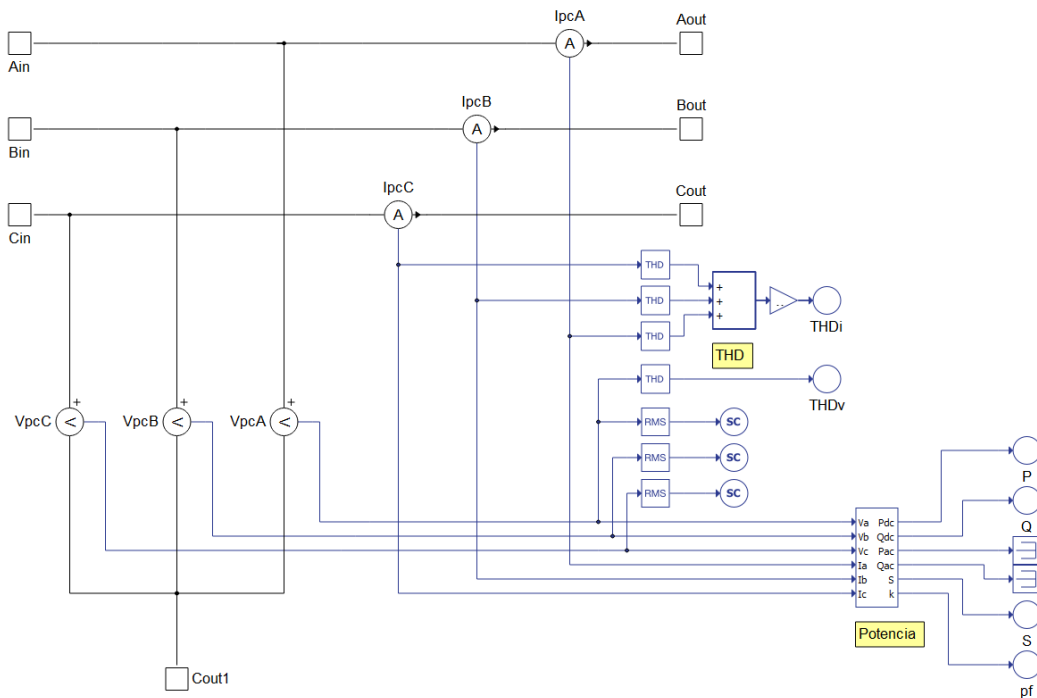 IpcA
Ain
A
Aout
IpcB
Bin
A
Bout
IpcC
Cin
A
Cout
THD
+
THD
+
THD
+
..
THDi
THD
THD
THDv
+
+
+
VpcC
V
VpcB
V
VpcA
V
RMS
SC
RMS
SC
RMS
SC
P
Va Pdc
Vb Qdc
Vc Pac
Ia Qac
Ib S
Ic k
Q
Potencia
S
Cout1
pf